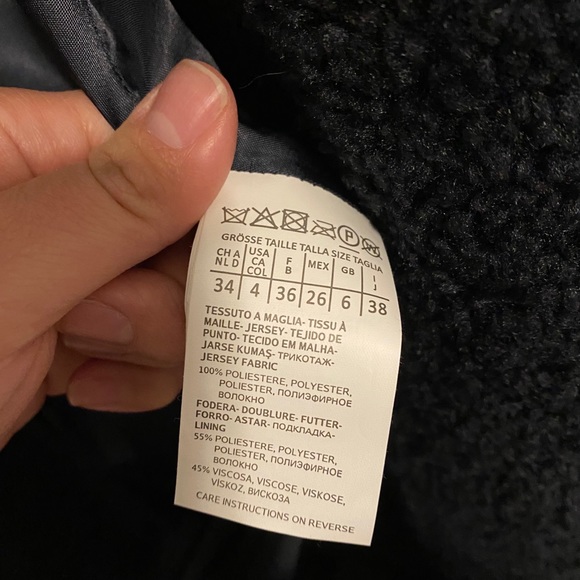 P W
GRÖSSE TAILLE TALLA SIZE TAGLIA
CH A NL D USA CA COL F B MEX GB I J
34 4 36 26 6 38
TESSUTO A MAGLIA- TISSU À
MAILLE- JERSEY- TEJIDO DE
PUNTO- TECIDO EM MALHA-
JARSE KUMAŞ- ТРИКОТАЖ-
JERSEY FABRIC
100% POLIESTERE, POLYESTER,
POLIESTER, ПОЛИЭФИРНОЕ
ВОЛОКНО
FODERA- DOUBLURE- FUTTER-
FORRO- ASTAR- ПОДКЛАДКА-
LINING
55% POLIESTERE, POLYESTER,
POLIESTER, ПОЛИЭФИРНОЕ
ВОЛОКНО
45% VISCOSA, VISCOSE, VISKOSE,
VISKOZ, ВИСКОЗА
CARE INSTRUCTIONS ON REVERSE